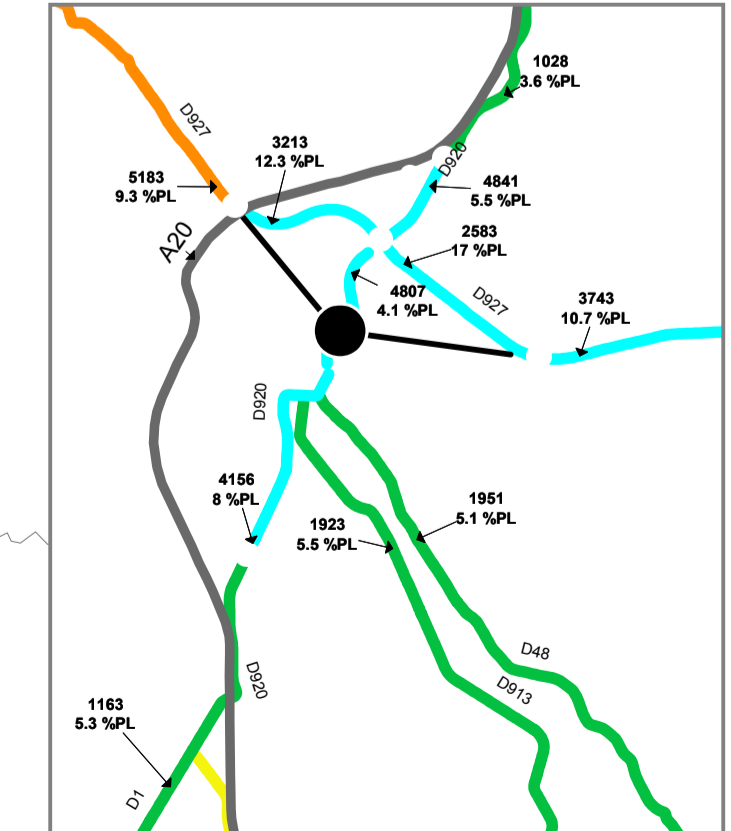 1028
3.6 %PL
D927
D920
3213
12.3 %PL
5183
9.3 %PL
4841
5.5 %PL
A20
2583
17 %PL
4807
4.1 %PL
D927
3743
10.7 %PL
D920
4156
8 %PL
1951
5.1 %PL
1923
5.5 %PL
D48
D920
D913
1163
5.3 %PL
D1